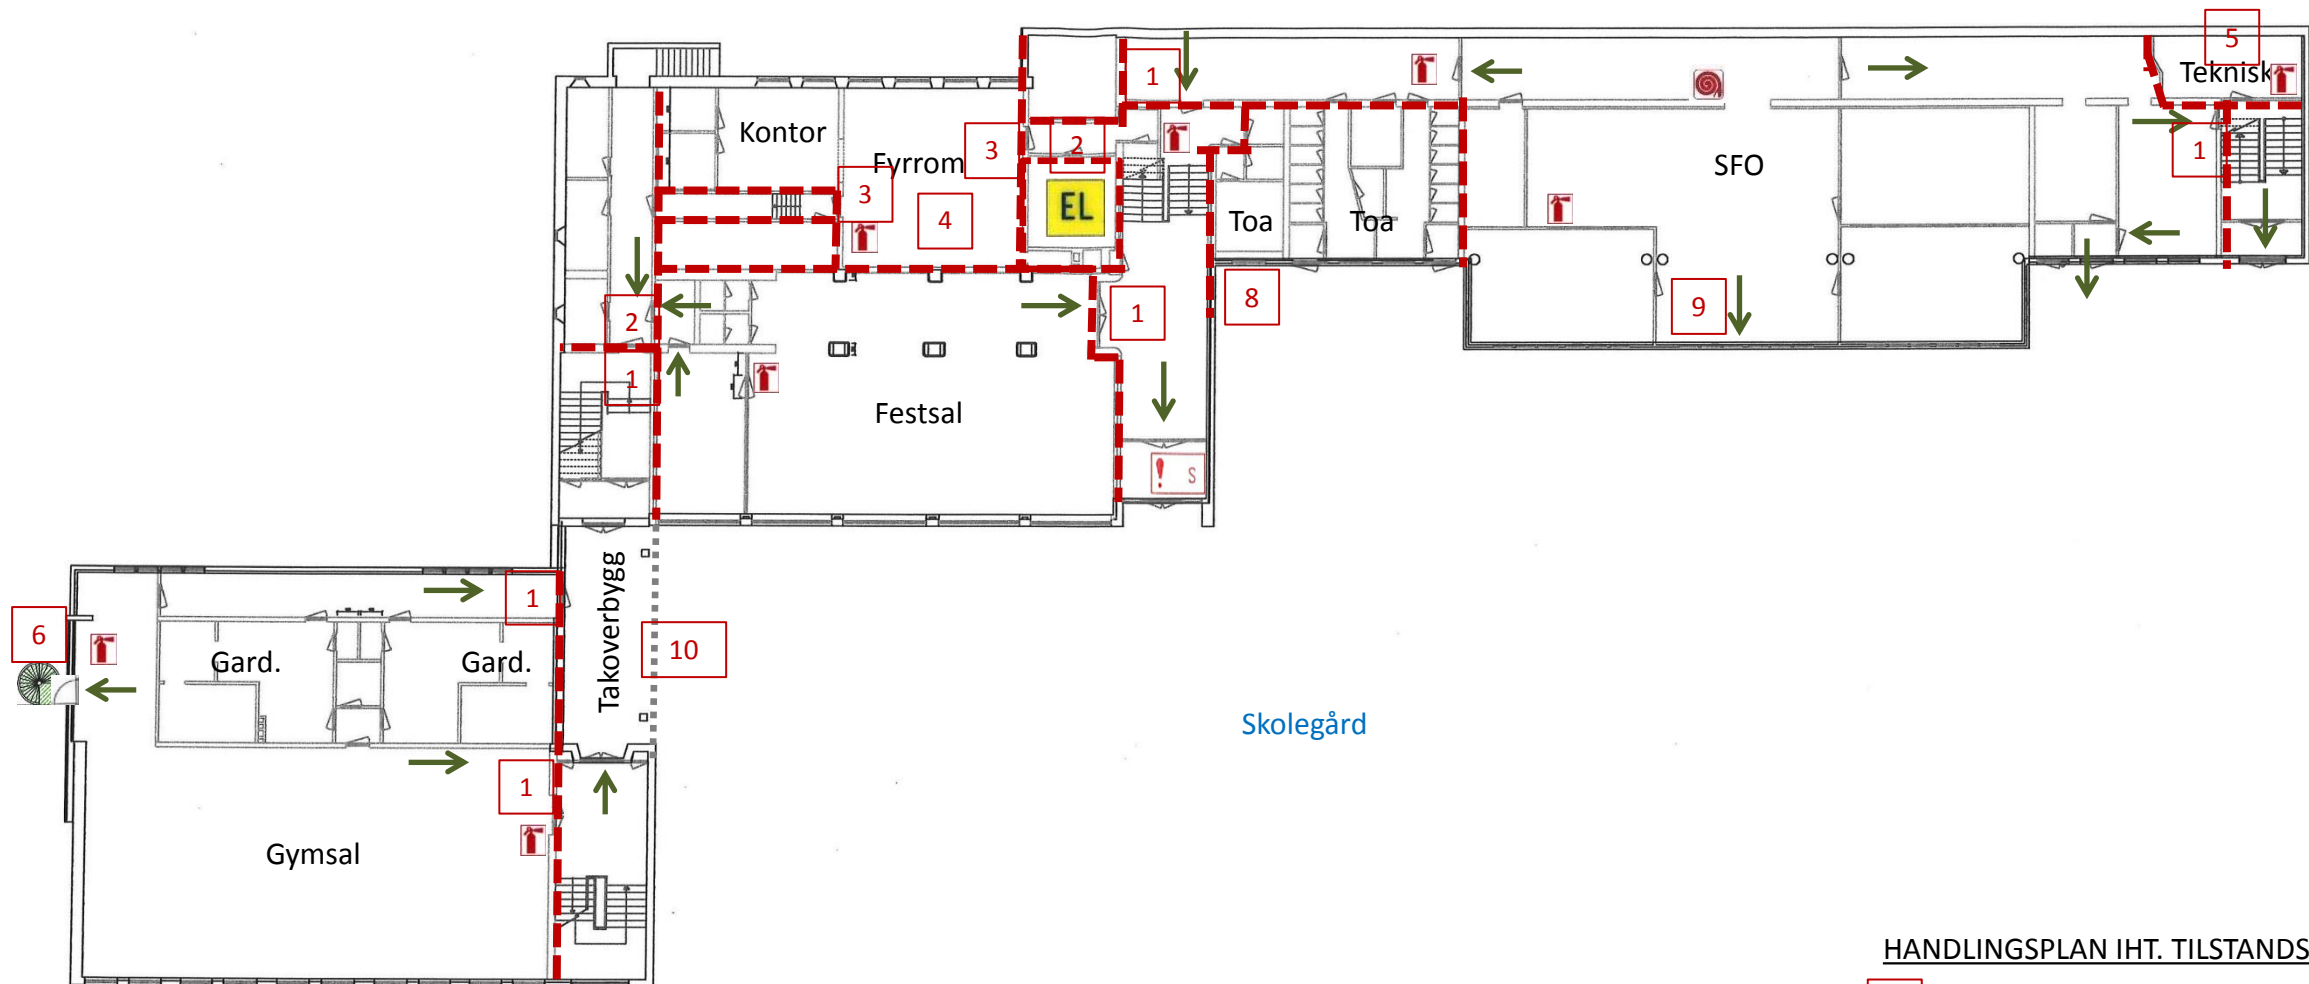 5
1
Teknisk
Kontor
3
2
1
Fyrrom
SFO
3
EL
4
Toa
Toa
8
9
2
1
1
Festsal
! S
1
Takoverbygg
6
10
Gard.
Gard.
Skolegård
1
Gymsal
HANDLINGSPLAN IHT. TILSTANDS